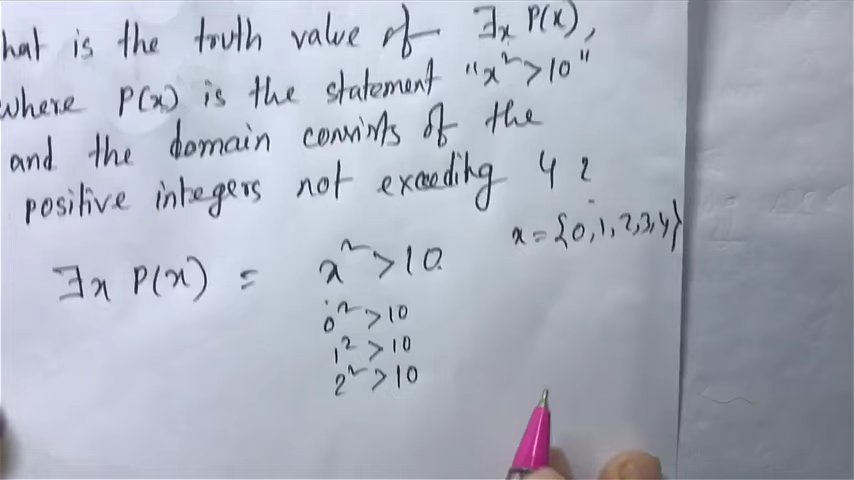 hat is the truth value of ∃x P(x),
where P(x) is the statement "x² > 10"
and the domain consists of the
positive integers not exceeding 4 ?
x = {0,1,2,3,4}
∃x P(x) = x² > 10.
0² > 10
1² > 10
2² > 10